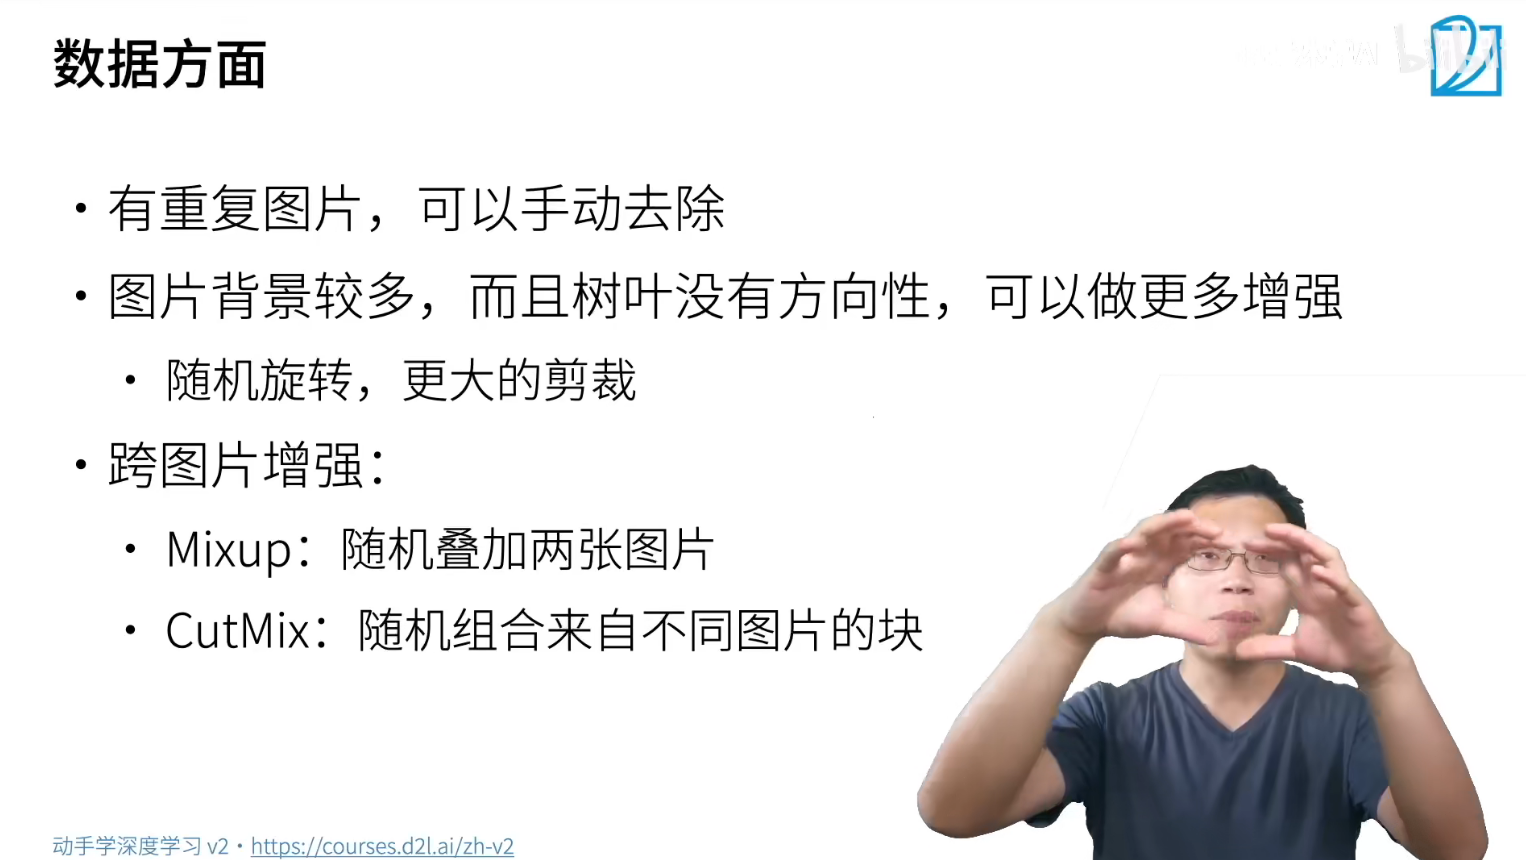 数据方面
bilibili
• 有重复图片，可以手动去除
• 图片背景较多，而且树叶没有方向性，可以做更多增强
• 随机旋转，更大的剪裁
• 跨图片增强：
• Mixup：随机叠加两张图片
• CutMix：随机组合来自不同图片的块
动手学深度学习 v2 • https://courses.d2l.ai/zh-v2